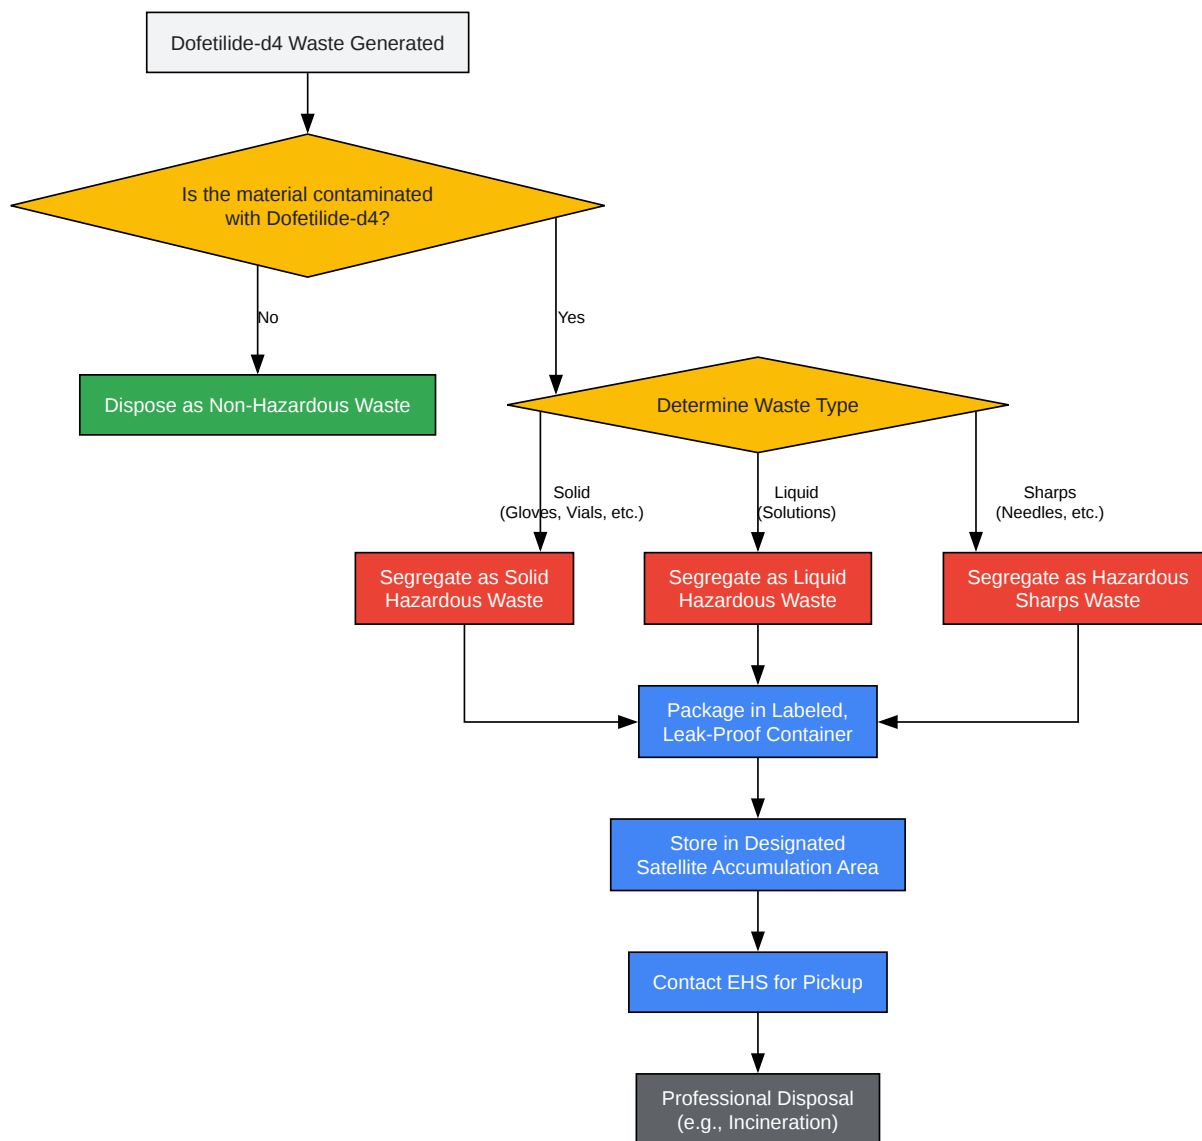 Dofetilide-d4 Waste Generated
Is the material contaminated
with Dofetilide-d4?
No
Yes
Dispose as Non-Hazardous Waste
Determine Waste Type
Solid
(Gloves, Vials, etc.)
Liquid
(Solutions)
Sharps
(Needles, etc.)
Segregate as Solid
Hazardous Waste
Segregate as Liquid
Hazardous Waste
Segregate as Hazardous
Sharps Waste
Package in Labeled,
Leak-Proof Container
Store in Designated
Satellite Accumulation Area
Contact EHS for Pickup
Professional Disposal
(e.g., Incineration)